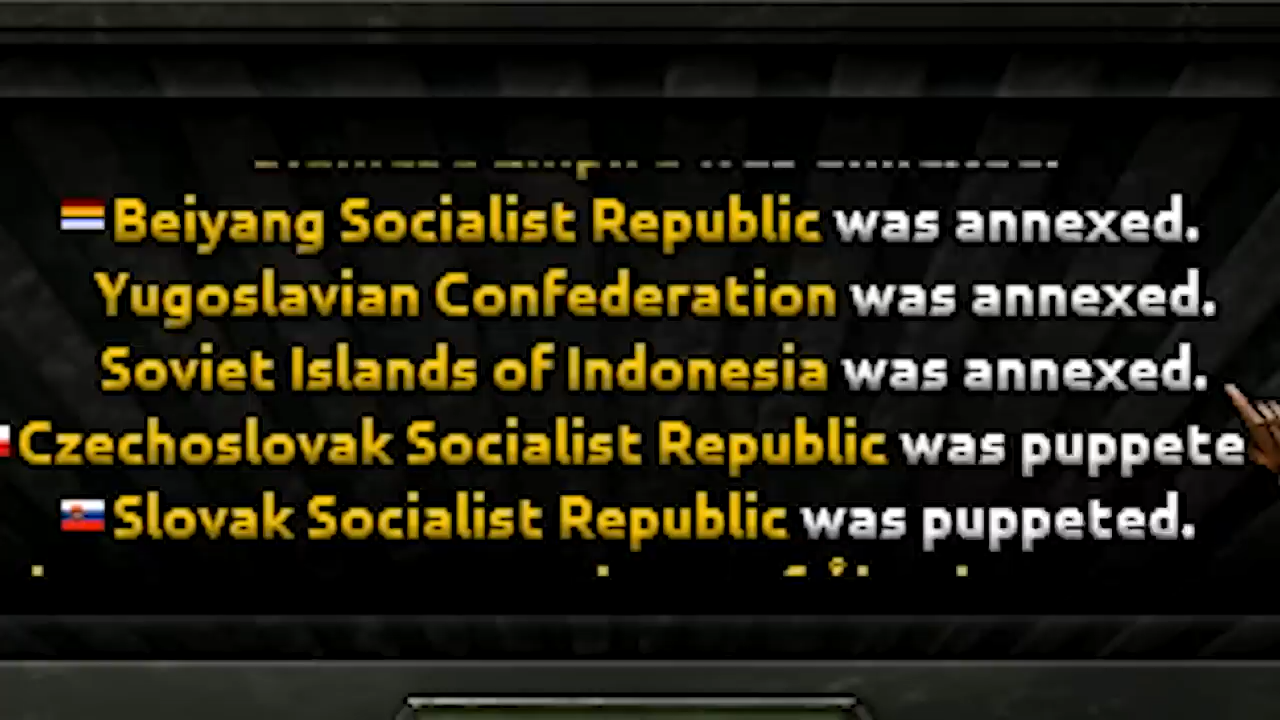 Beiyang Socialist Republic was annexed.
Yugoslavian Confederation was annexed.
Soviet Islands of Indonesia was annexed.
Czechoslovak Socialist Republic was puppete
Slovak Socialist Republic was puppeted.